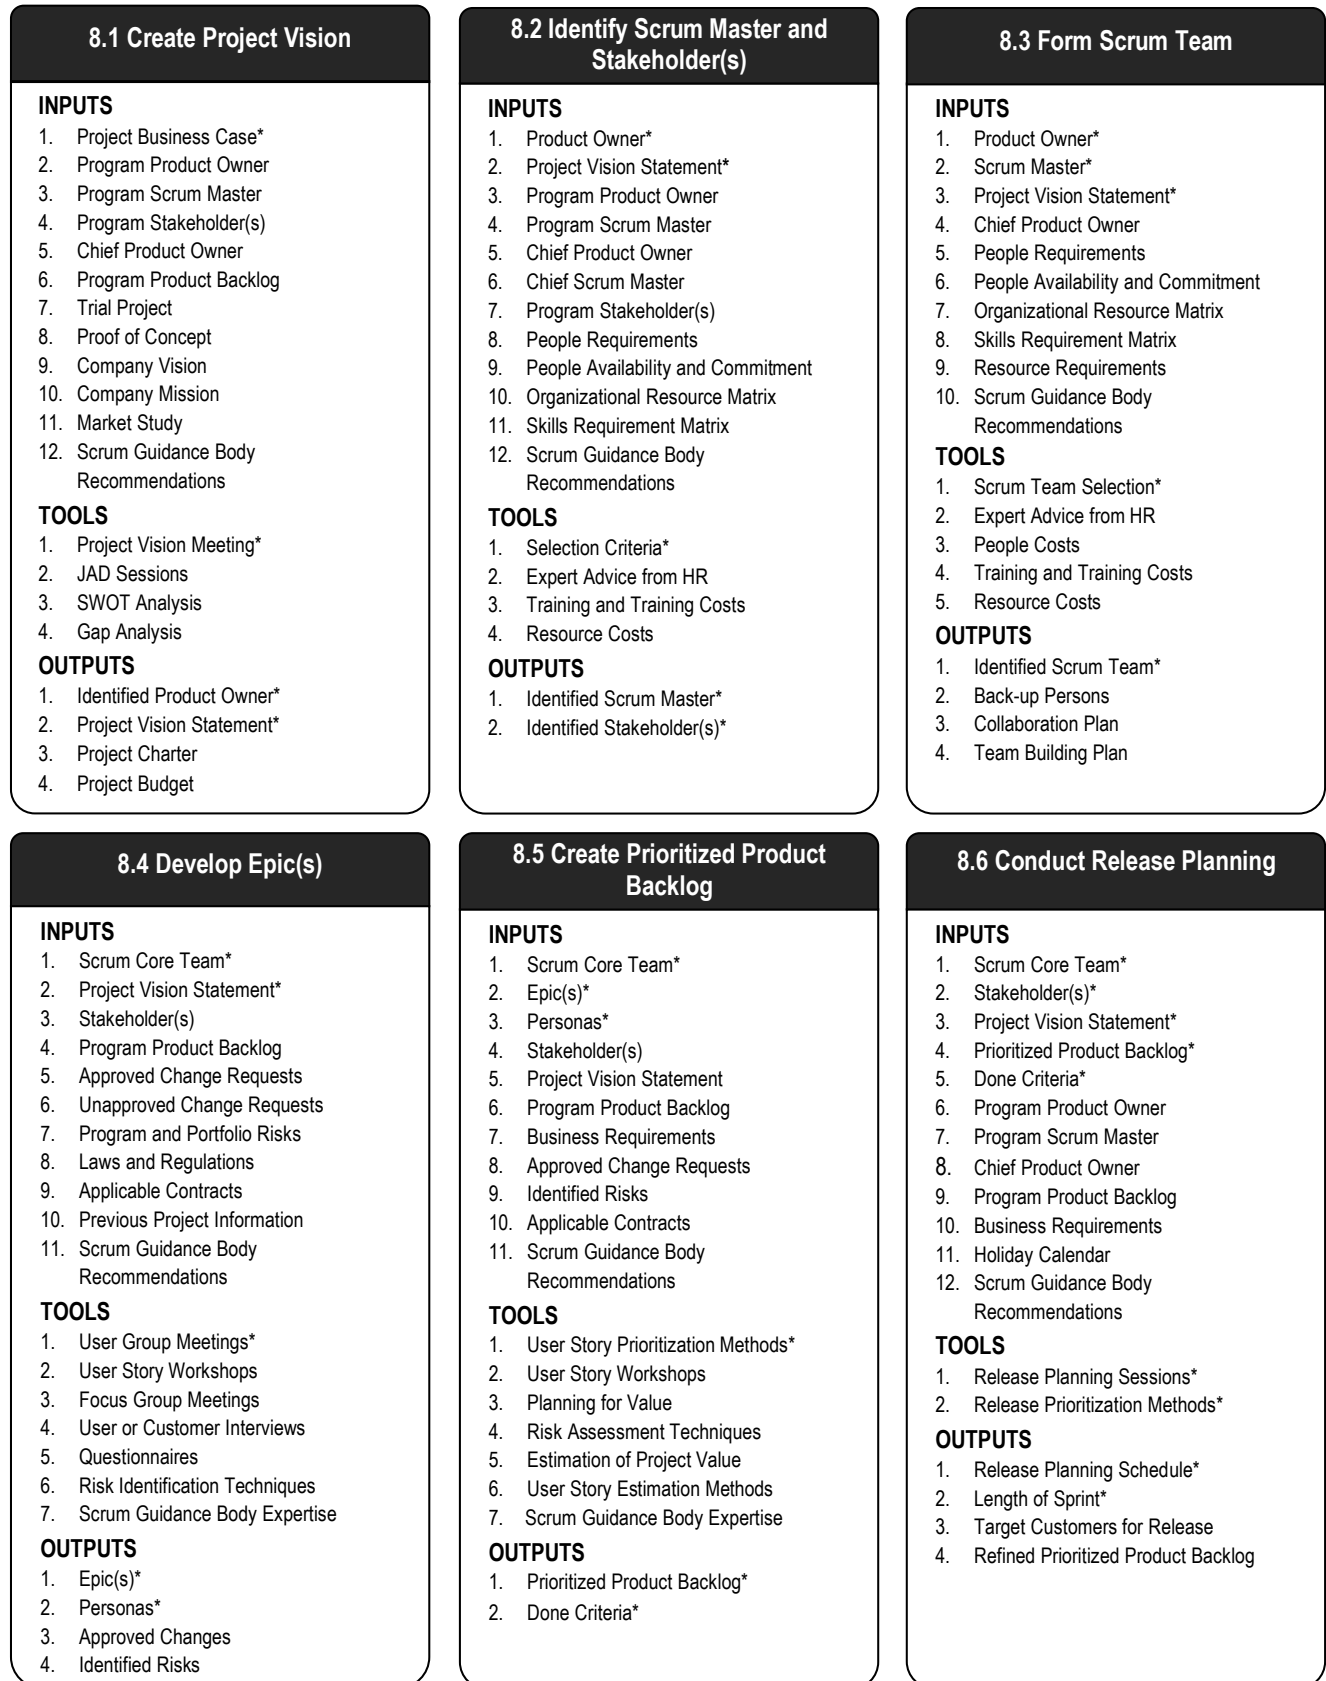 8.1 Create Project Vision
INPUTS
1. Project Business Case*
2. Program Product Owner
3. Program Scrum Master
4. Program Stakeholder(s)
5. Chief Product Owner
6. Program Product Backlog
7. Trial Project
8. Proof of Concept
9. Company Vision
10. Company Mission
11. Market Study
12. Scrum Guidance Body
Recommendations
TOOLS
1. Project Vision Meeting*
2. JAD Sessions
3. SWOT Analysis
4. Gap Analysis
OUTPUTS
1. Identified Product Owner*
2. Project Vision Statement*
3. Project Charter
4. Project Budget
8.2 Identify Scrum Master and
Stakeholder(s)
INPUTS
1. Product Owner*
2. Project Vision Statement*
3. Program Product Owner
4. Program Scrum Master
5. Chief Product Owner
6. Chief Scrum Master
7. Program Stakeholder(s)
8. People Requirements
9. People Availability and Commitment
10. Organizational Resource Matrix
11. Skills Requirement Matrix
12. Scrum Guidance Body
Recommendations
TOOLS
1. Selection Criteria*
2. Expert Advice from HR
3. Training and Training Costs
4. Resource Costs
OUTPUTS
1. Identified Scrum Master*
2. Identified Stakeholder(s)*
8.3 Form Scrum Team
INPUTS
1. Product Owner*
2. Scrum Master*
3. Project Vision Statement*
4. Chief Product Owner
5. People Requirements
6. People Availability and Commitment
7. Organizational Resource Matrix
8. Skills Requirement Matrix
9. Resource Requirements
10. Scrum Guidance Body
Recommendations
TOOLS
1. Scrum Team Selection*
2. Expert Advice from HR
3. People Costs
4. Training and Training Costs
5. Resource Costs
OUTPUTS
1. Identified Scrum Team*
2. Back-up Persons
3. Collaboration Plan
4. Team Building Plan
8.4 Develop Epic(s)
INPUTS
1. Scrum Core Team*
2. Project Vision Statement*
3. Stakeholder(s)
4. Program Product Backlog
5. Approved Change Requests
6. Unapproved Change Requests
7. Program and Portfolio Risks
8. Laws and Regulations
9. Applicable Contracts
10. Previous Project Information
11. Scrum Guidance Body
Recommendations
TOOLS
1. User Group Meetings*
2. User Story Workshops
3. Focus Group Meetings
4. User or Customer Interviews
5. Questionnaires
6. Risk Identification Techniques
7. Scrum Guidance Body Expertise
OUTPUTS
1. Epic(s)*
2. Personas*
3. Approved Changes
4. Identified Risks
8.5 Create Prioritized Product
Backlog
INPUTS
1. Scrum Core Team*
2. Epic(s)*
3. Personas*
4. Stakeholder(s)
5. Project Vision Statement
6. Program Product Backlog
7. Business Requirements
8. Approved Change Requests
9. Identified Risks
10. Applicable Contracts
11. Scrum Guidance Body
Recommendations
TOOLS
1. User Story Prioritization Methods*
2. User Story Workshops
3. Planning for Value
4. Risk Assessment Techniques
5. Estimation of Project Value
6. User Story Estimation Methods
7. Scrum Guidance Body Expertise
OUTPUTS
1. Prioritized Product Backlog*
2. Done Criteria*
8.6 Conduct Release Planning
INPUTS
1. Scrum Core Team*
2. Stakeholder(s)*
3. Project Vision Statement*
4. Prioritized Product Backlog*
5. Done Criteria*
6. Program Product Owner
7. Program Scrum Master
8. Chief Product Owner
9. Program Product Backlog
10. Business Requirements
11. Holiday Calendar
12. Scrum Guidance Body
Recommendations
TOOLS
1. Release Planning Sessions*
2. Release Prioritization Methods*
OUTPUTS
1. Release Planning Schedule*
2. Length of Sprint*
3. Target Customers for Release
4. Refined Prioritized Product Backlog